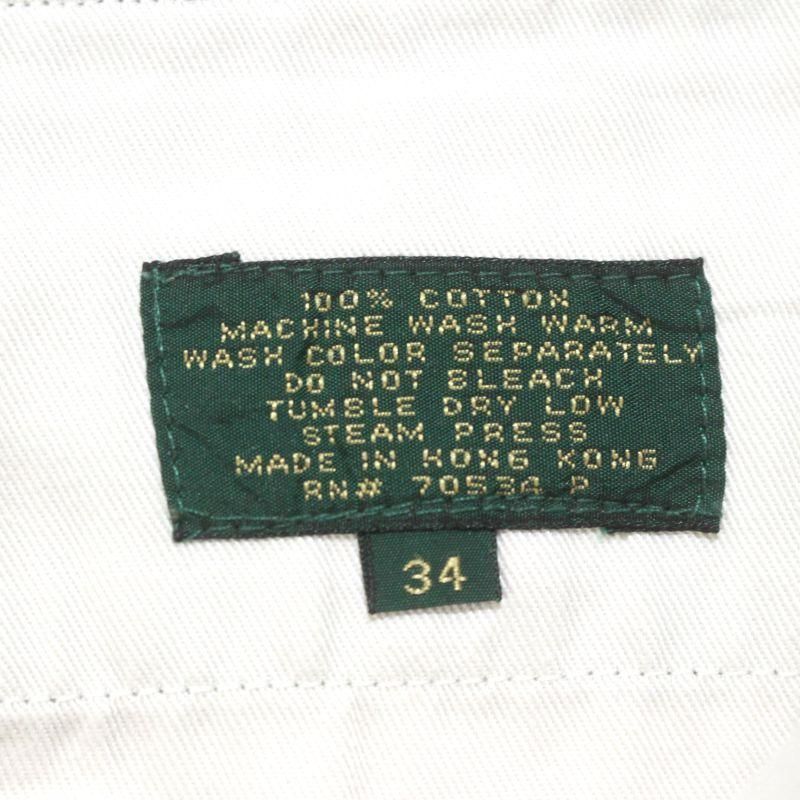 100% COTTON
MACHINE WASH WARM
WASH COLOR SEPARATELY
DO NOT BLEACH
TUMBLE DRY LOW
STEAM PRESS
MADE IN HONG KONG
RN# 70534 P
34